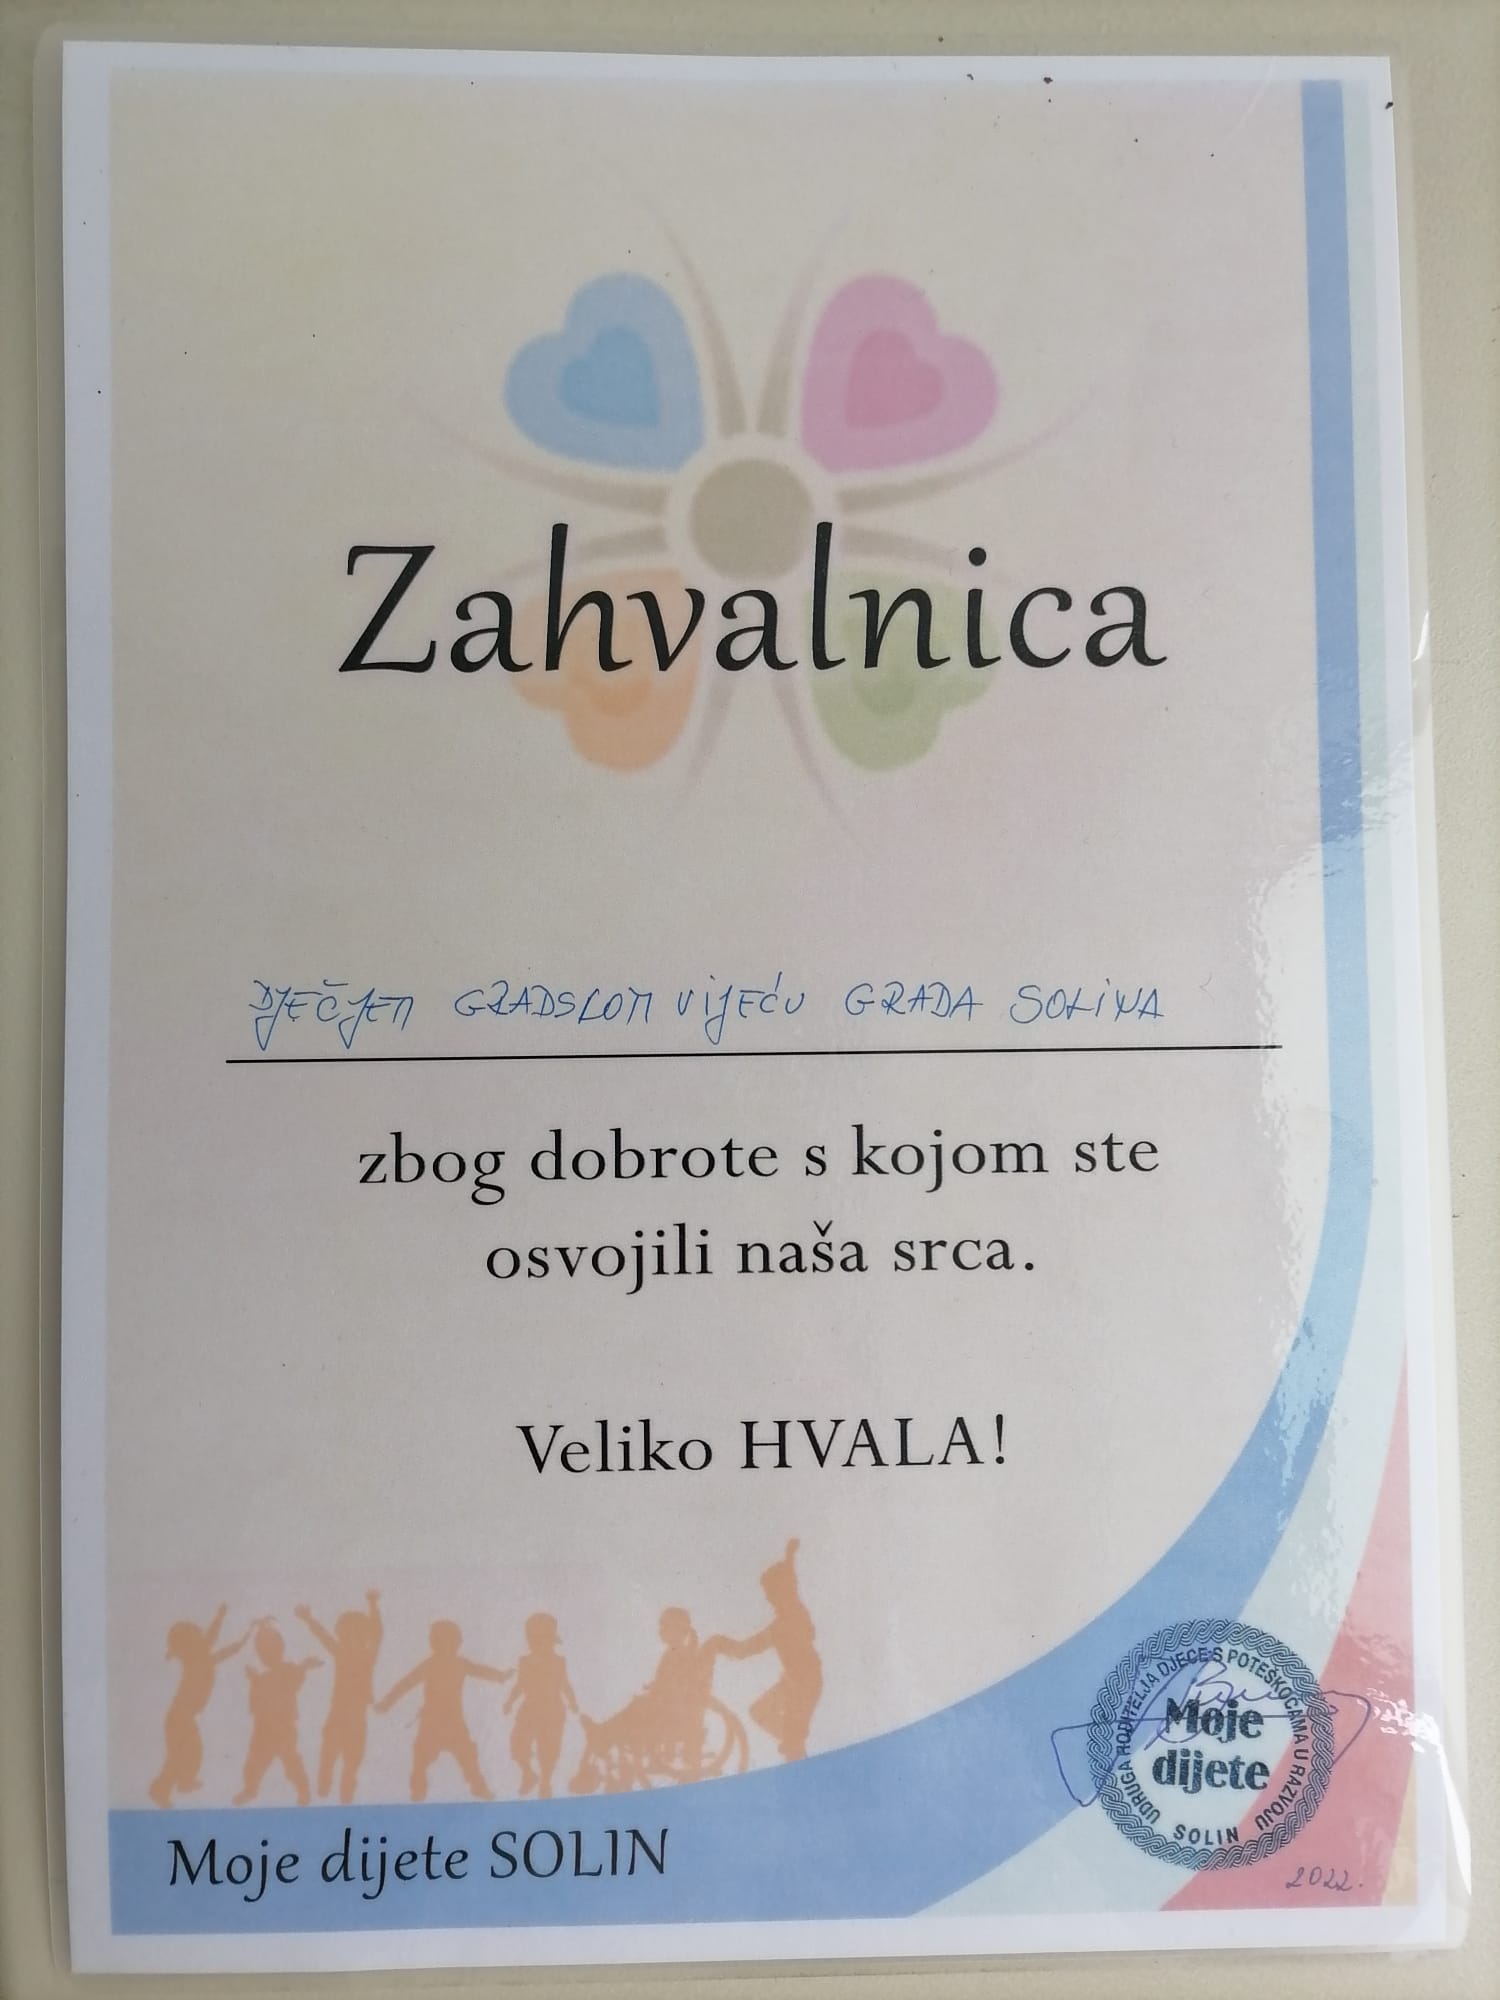 Zahvalnica
DJEČJEM GRADSKOM VIJEĆU GRADA SOLINA
zbog dobrote s kojom ste
osvojili naša srca.
Veliko HVALA!
UDRUGA RODITELJA DJECE S POTEŠKOĆAMA U RAZVOJU
Moje
dijete
SOLIN
Moje dijete SOLIN
2022.